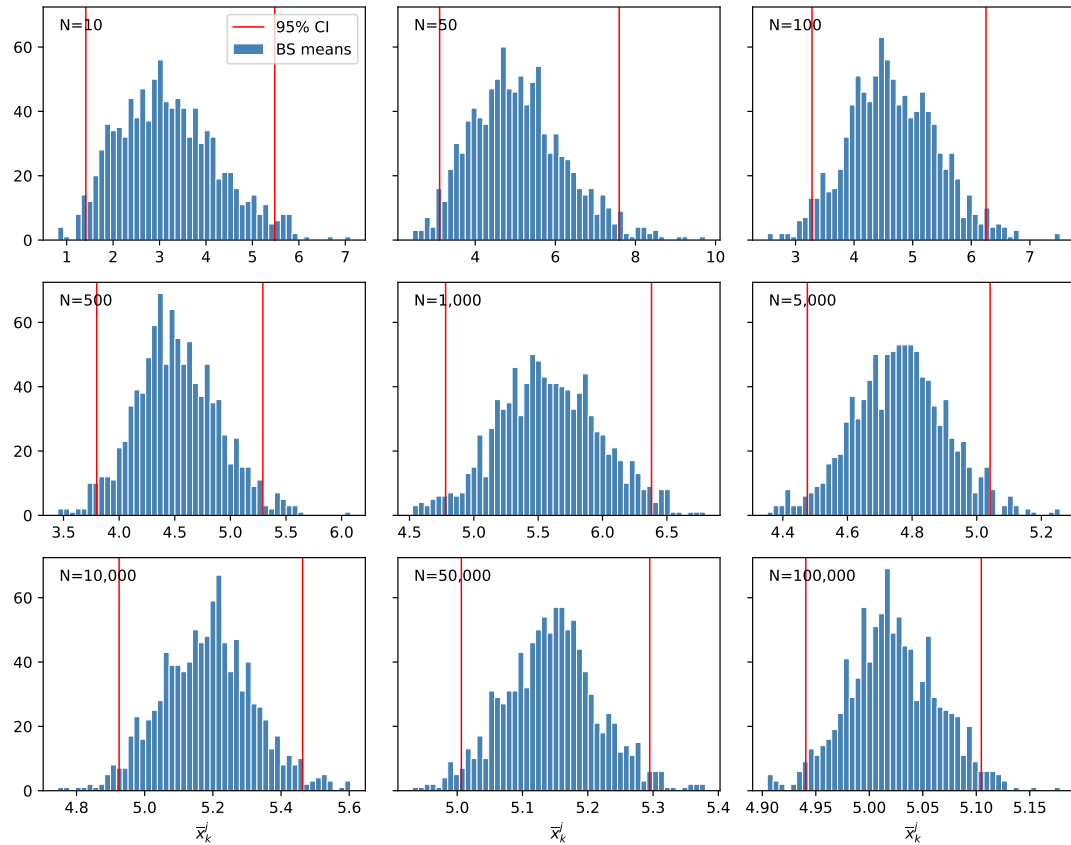 N=10
95% CI
BS means
N=50
N=100
60
40
20
0
1 2 3 4 5 6 7
4 6 8 10
3 4 5 6 7
N=500
N=1,000
N=5,000
60
40
20
0
3.5 4.0 4.5 5.0 5.5 6.0
4.5 5.0 5.5 6.0 6.5
4.4 4.6 4.8 5.0 5.2
N=10,000
N=50,000
N=100,000
60
40
20
0
4.8 5.0 5.2 5.4 5.6
5.0 5.1 5.2 5.3 5.4
4.90 4.95 5.00 5.05 5.10 5.15
x̄ⱼₖ
x̄ⱼₖ
x̄ⱼₖ